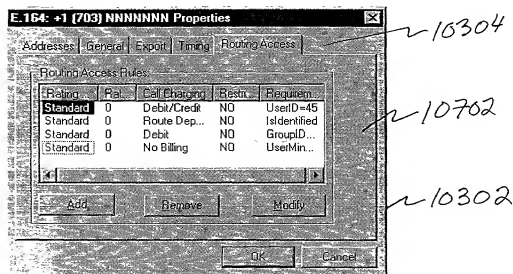 E.164: +1 (703) NNNNNNN Properties
10304
Addresses General Export Timing Routing Access
Routing Access Rules:
Rating... Rat... Call Charging Restr... Requirem...
Standard 0 Debit/Credit NO UserID=45
Standard 0 Route Dep... NO IsIdentified
Standard 0 Debit NO GroupID...
Standard 0 No Billing NO UserMin...
10702
Add Remove Modify
10302
OK Cancel